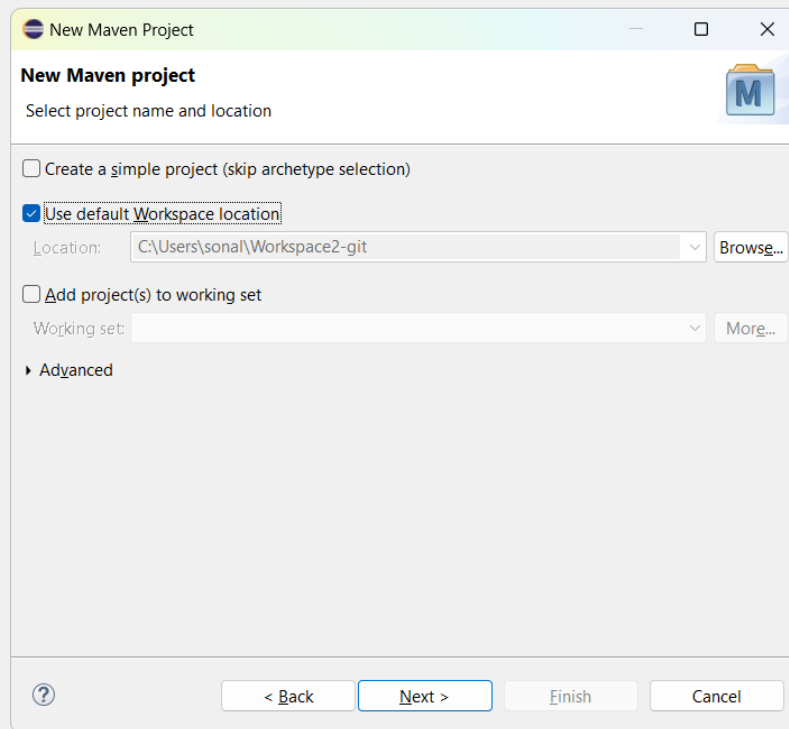 New Maven Project
New Maven project
Select project name and location
M
Create a simple project (skip archetype selection)
Use default Workspace location
Location: C:\Users\sonal\Workspace2-git Browse...
Add project(s) to working set
Working set: More...
Advanced
? < Back Next > Finish Cancel